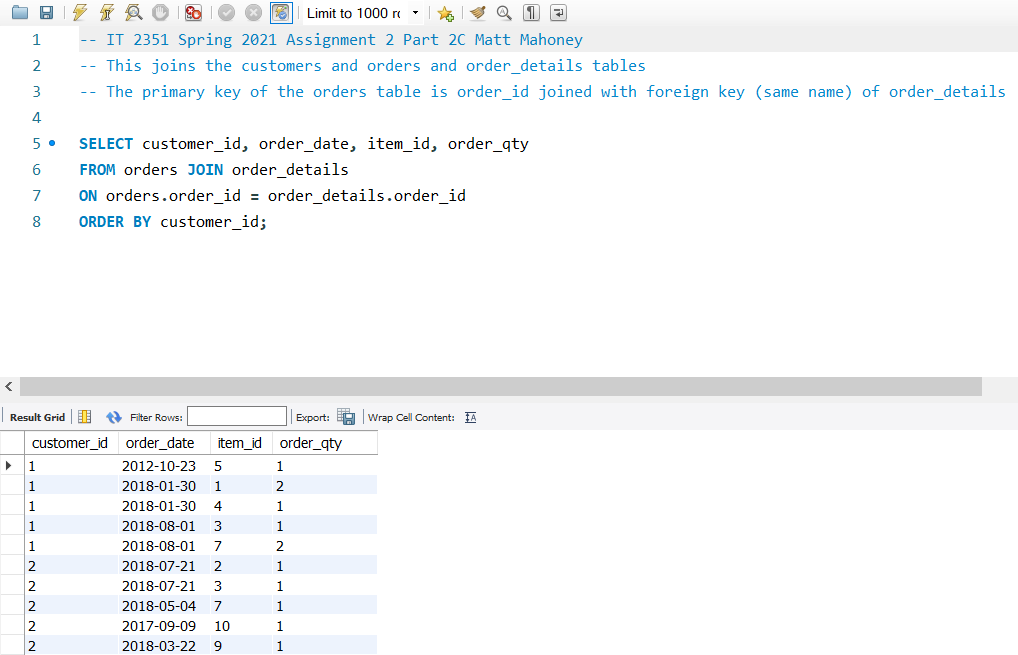 Limit to 1000 rc
1 -- IT 2351 Spring 2021 Assignment 2 Part 2C Matt Mahoney
2 -- This joins the customers and orders and order_details tables
3 -- The primary key of the orders table is order_id joined with foreign key (same name) of order_details
4
5 SELECT customer_id, order_date, item_id, order_qty
6 FROM orders JOIN order_details
7 ON orders.order_id = order_details.order_id
8 ORDER BY customer_id;
Result Grid Filter Rows: Export: Wrap Cell Content: IA
customer_id order_date item_id order_qty
1 2012-10-23 5 1
1 2018-01-30 1 2
1 2018-01-30 4 1
1 2018-08-01 3 1
1 2018-08-01 7 2
2 2018-07-21 2 1
2 2018-07-21 3 1
2 2018-05-04 7 1
2 2017-09-09 10 1
2 2018-03-22 9 1